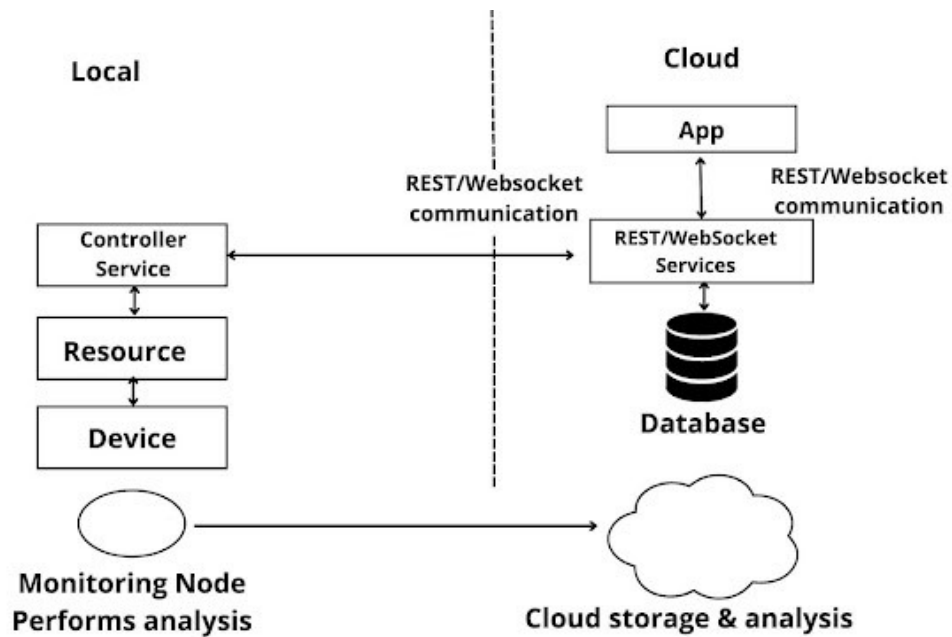 Local
Cloud
App
REST/Websocket
communication
REST/Websocket
communication
Controller
Service
REST/WebSocket
Services
Resource
Device
Database
Monitoring Node
Performs analysis
Cloud storage & analysis